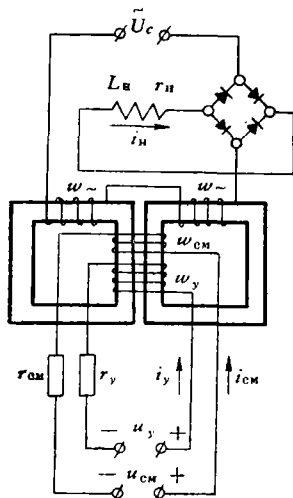 Ũc
Lн rн
iн
w~ w~
wсм
wу
rсм rу iу iсм
− uу +
− uсм +